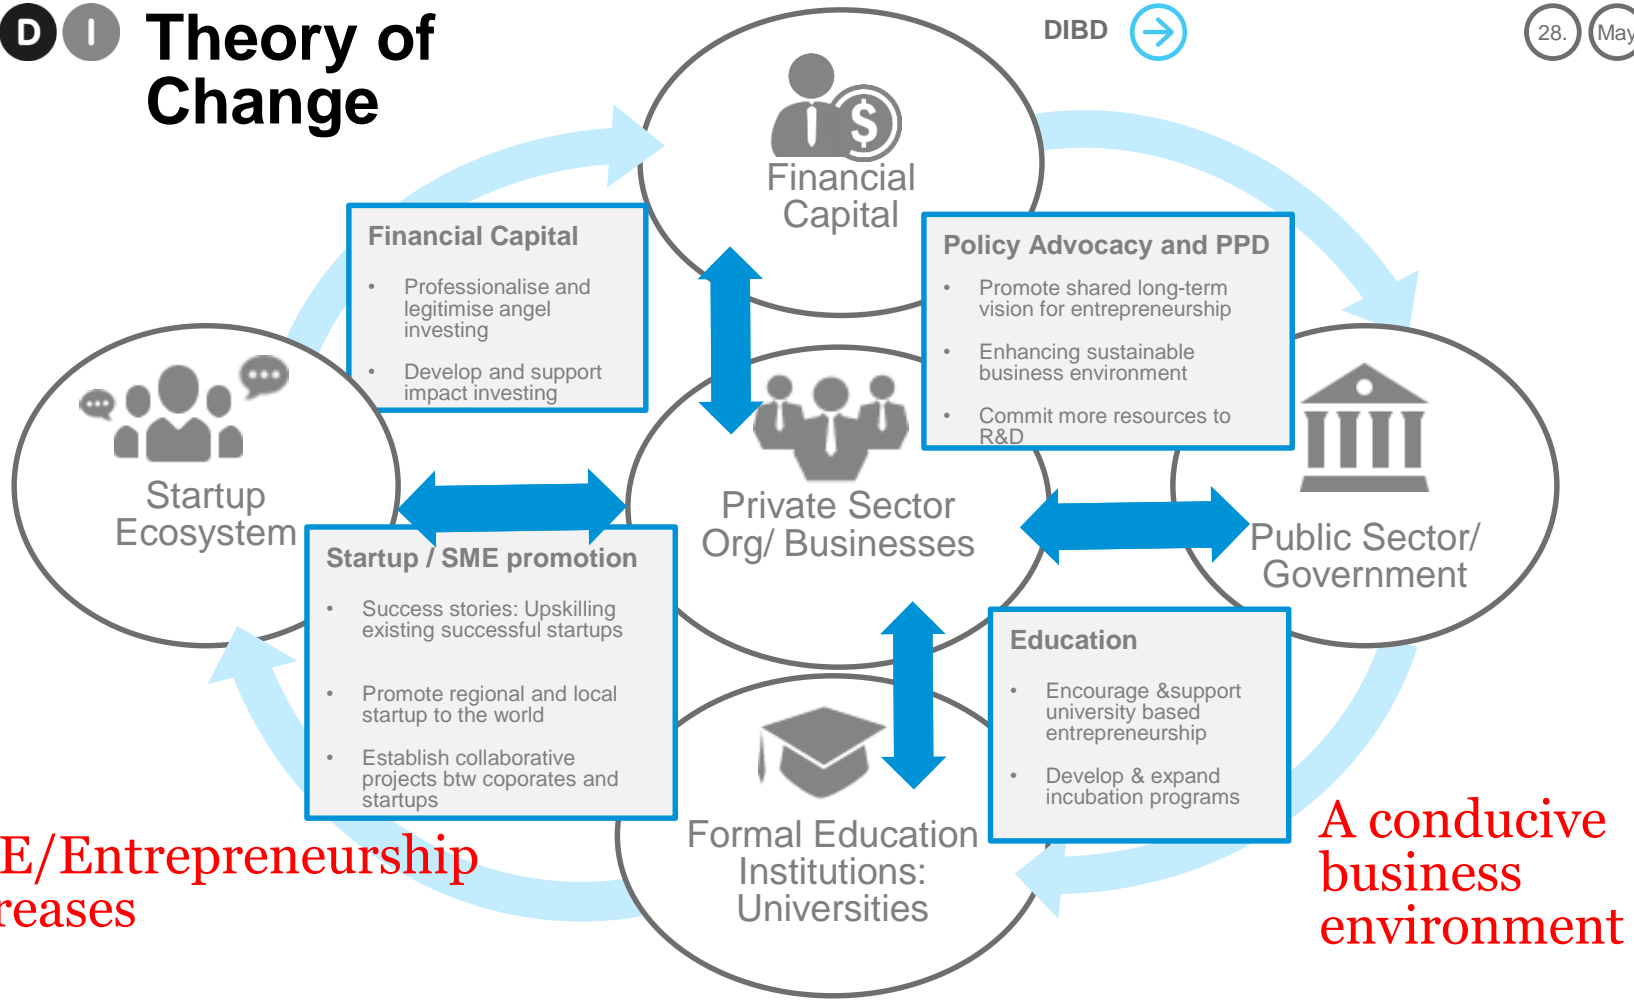 D I
Theory of
Change
DIBD
28.
May
$
Financial
Capital
Financial Capital
• Professionalise and
legitimise angel
investing
• Develop and support
impact investing
Policy Advocacy and PPD
• Promote shared long-term
vision for entrepreneurship
• Enhancing sustainable
business environment
• Commit more resources to
R&D
Startup
Ecosystem
Private Sector
Org/ Businesses
Public Sector/
Government
Startup / SME promotion
• Success stories: Upskilling
existing successful startups
• Promote regional and local
startup to the world
• Establish collaborative
projects btw coporates and
startups
Education
• Encourage &support
university based
entrepreneurship
• Develop & expand
incubation programs
Formal Education
Institutions:
Universities
E/Entrepreneurship
reases
A conducive
business
environment